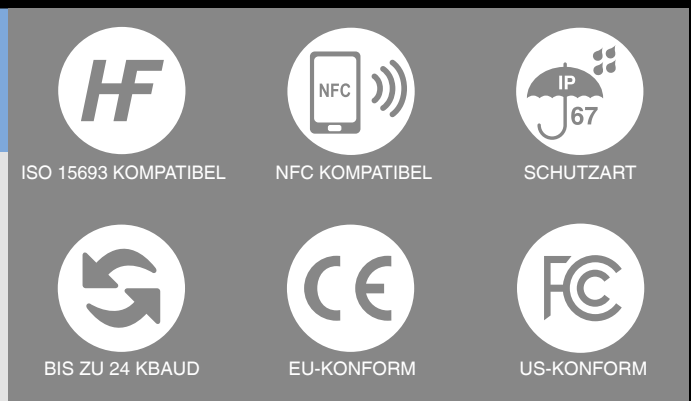 HF
NFC
IP
67
ISO 15693 KOMPATIBEL
NFC KOMPATIBEL
SCHUTZART
CE
FCC
BIS ZU 24 KBAUD
EU-KONFORM
US-KONFORM